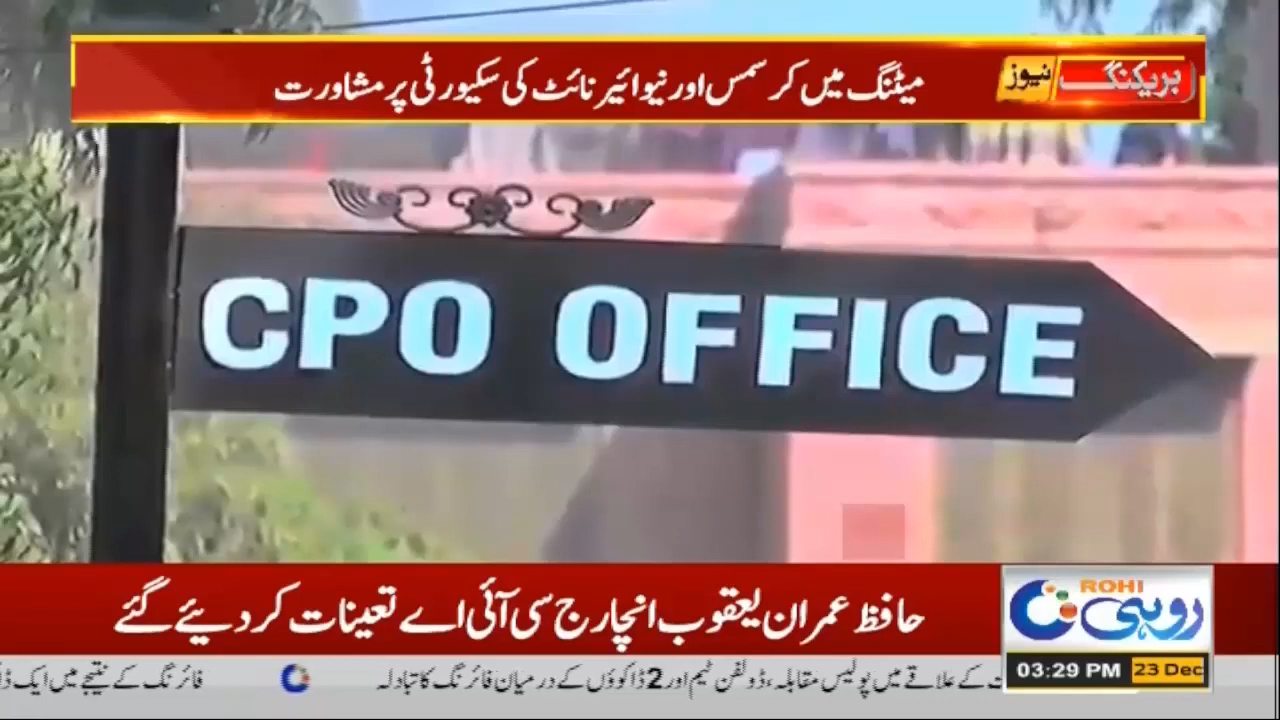 میٹنگ میں کرسمس اور نیو ائیر نائٹ کی سکیورٹی پر مشاورت
بریکنگ نیوز
CPO OFFICE
حافظ عمران یعقوب انچارج سی آئی اے تعینات کر دیئے گئے
ROHI
روہی
03:29 PM 23 Dec
کے علاقے میں پولیس مقابلہ، ڈولفن ٹیم اور 2 ڈاکوؤں کے درمیان فائرنگ کا تبادلہ
فائرنگ کے نتیجے میں ایک